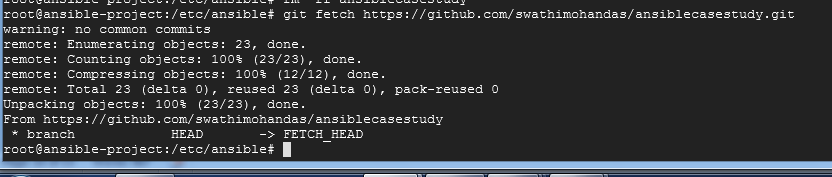 root@ansible-project:/etc/ansible# rm -rf ansiblecasestudy
root@ansible-project:/etc/ansible# git fetch https://github.com/swathimohandas/ansiblecasestudy.git
warning: no common commits
remote: Enumerating objects: 23, done.
remote: Counting objects: 100% (23/23), done.
remote: Compressing objects: 100% (12/12), done.
remote: Total 23 (delta 0), reused 23 (delta 0), pack-reused 0
Unpacking objects: 100% (23/23), done.
From https://github.com/swathimohandas/ansiblecasestudy
 * branch            HEAD       -> FETCH_HEAD
root@ansible-project:/etc/ansible#